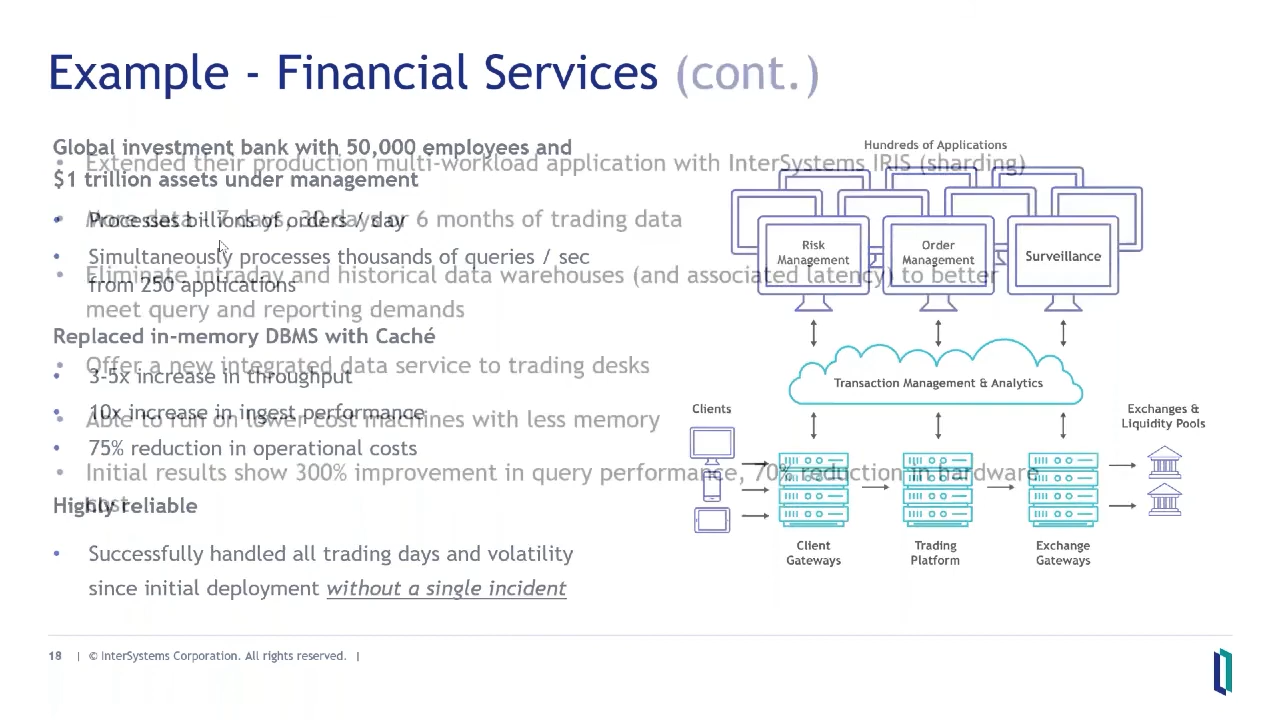 Example - Financial Services (cont.)
Global investment bank with 50,000 employees and
$1 trillion assets under management
• Processes billions of orders / day
• Simultaneously processes thousands of queries / sec
from 250 applications
Replaced in-memory DBMS with Caché
• 3-5x increase in throughput
• 10x increase in ingest performance
• 75% reduction in operational costs
Highly reliable
• Successfully handled all trading days and volatility
since initial deployment without a single incident
• Extended their production multi-workload application with InterSystems IRIS (sharding)
• More data - 7 days, 30 days or 6 months of trading data
• Eliminate intraday and historical data warehouses (and associated latency) to better
meet query and reporting demands
• Offer a new integrated data service to trading desks
• Able to run on lower cost machines with less memory
• Initial results show 300% improvement in query performance, 70% reduction in hardware
cost
Hundreds of Applications
Risk
Management
Order
Management
Surveillance
Transaction Management & Analytics
Clients
Exchanges &
Liquidity Pools
Client
Gateways
Trading
Platform
Exchange
Gateways
18 | © InterSystems Corporation. All rights reserved. |